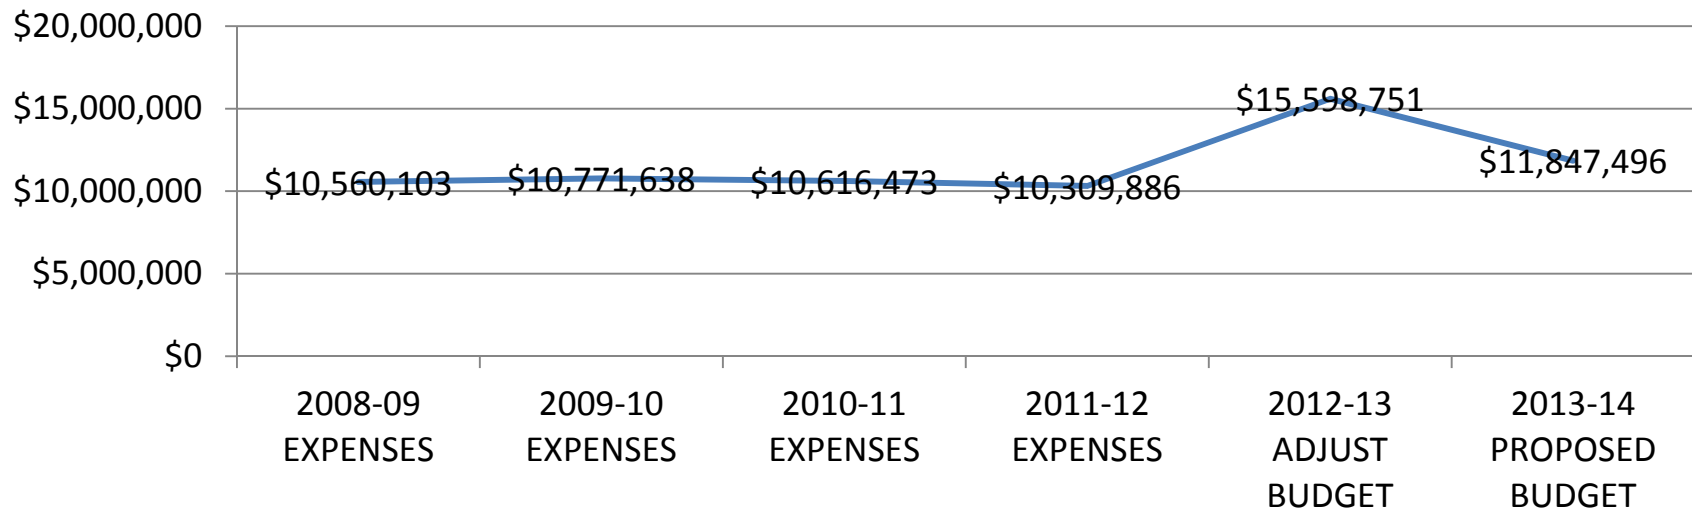 $20,000,000
$15,000,000
$10,000,000
$5,000,000
$0
$10,560,103
$10,771,638
$10,616,473
$10,309,886
$15,598,751
$11,847,496
2008-09
EXPENSES
2009-10
EXPENSES
2010-11
EXPENSES
2011-12
EXPENSES
2012-13
ADJUST
BUDGET
2013-14
PROPOSED
BUDGET